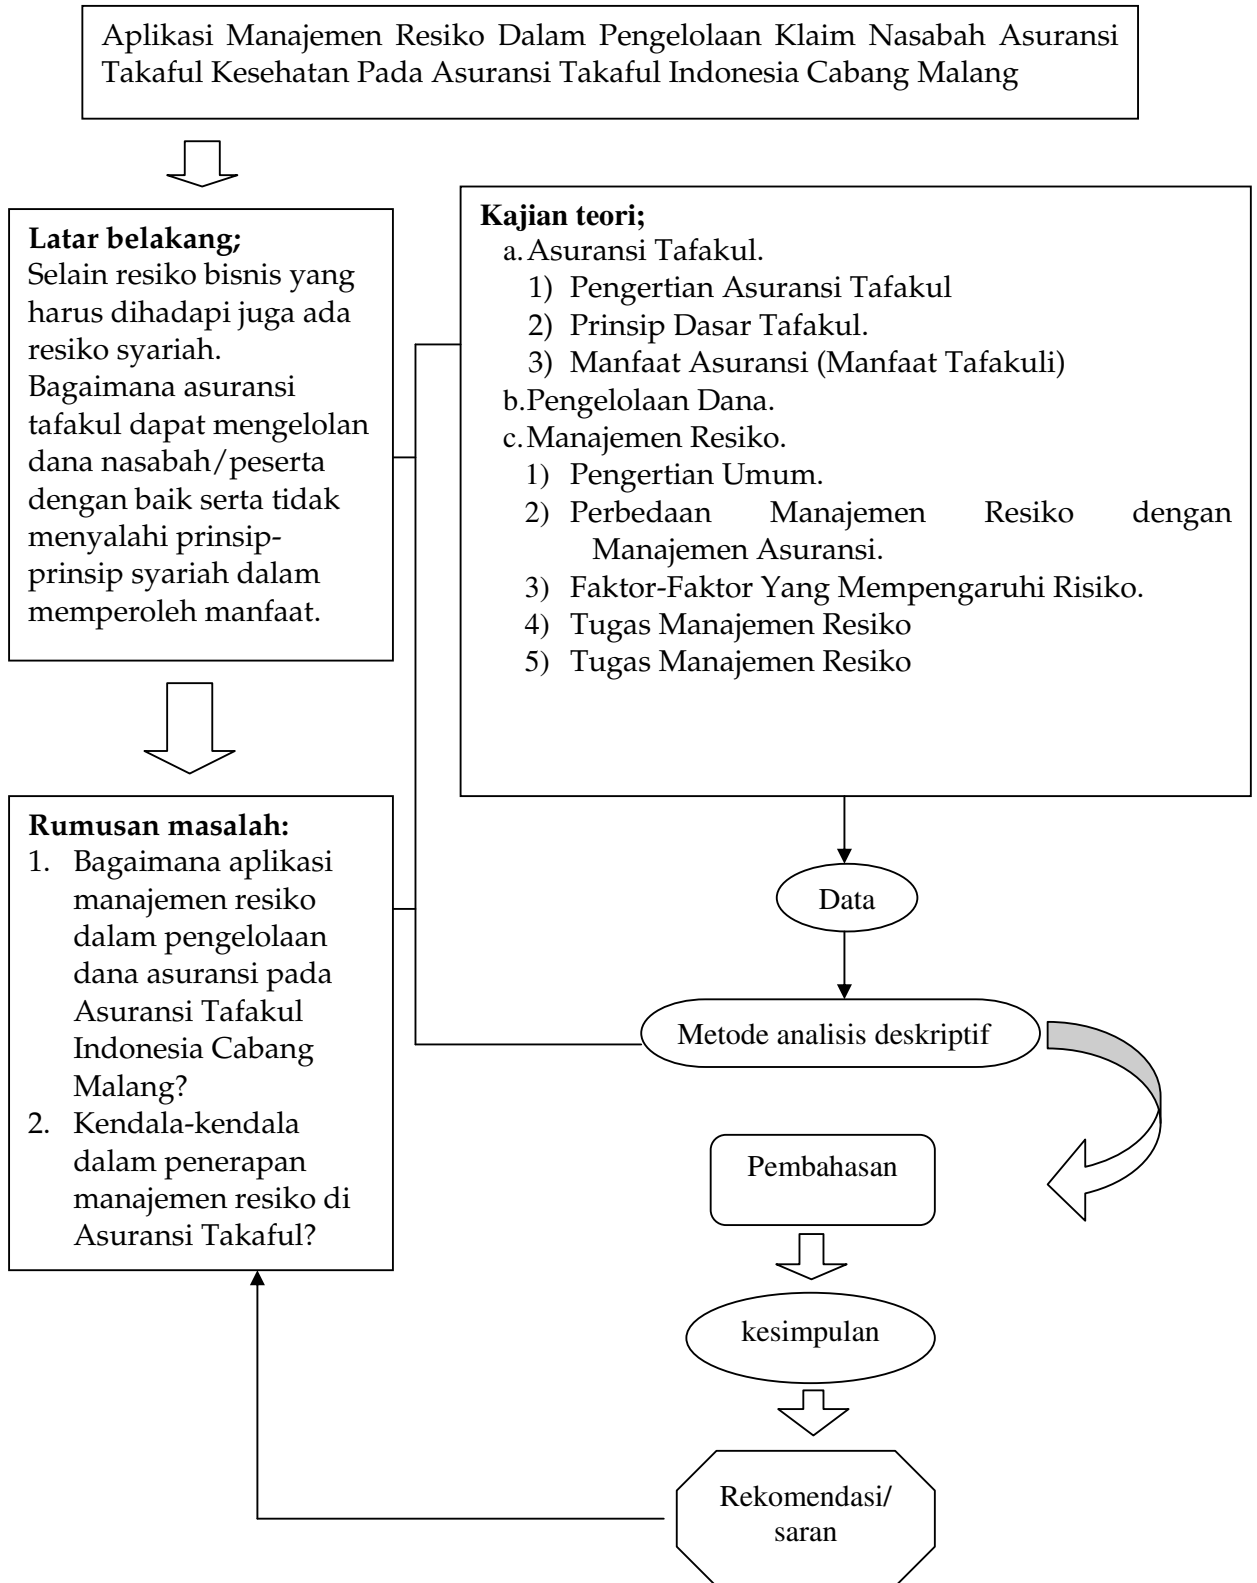 Aplikasi Manajemen Resiko Dalam Pengelolaan Klaim Nasabah Asuransi
Takaful Kesehatan Pada Asuransi Takaful Indonesia Cabang Malang
Latar belakang;
Selain resiko bisnis yang
harus dihadapi juga ada
resiko syariah.
Bagaimana asuransi
tafakul dapat mengelolan
dana nasabah/peserta
dengan baik serta tidak
menyalahi prinsip-
prinsip syariah dalam
memperoleh manfaat.
Kajian teori;
a. Asuransi Tafakul.
1) Pengertian Asuransi Tafakul
2) Prinsip Dasar Tafakul.
3) Manfaat Asuransi (Manfaat Tafakuli)
b. Pengelolaan Dana.
c. Manajemen Resiko.
1) Pengertian Umum.
2) Perbedaan Manajemen Resiko dengan
Manajemen Asuransi.
3) Faktor-Faktor Yang Mempengaruhi Risiko.
4) Tugas Manajemen Resiko
5) Tugas Manajemen Resiko
Rumusan masalah:
1. Bagaimana aplikasi
manajemen resiko
dalam pengelolaan
dana asuransi pada
Asuransi Tafakul
Indonesia Cabang
Malang?
2. Kendala-kendala
dalam penerapan
manajemen resiko di
Asuransi Takaful?
Data
Metode analisis deskriptif
Pembahasan
kesimpulan
Rekomendasi/
saran